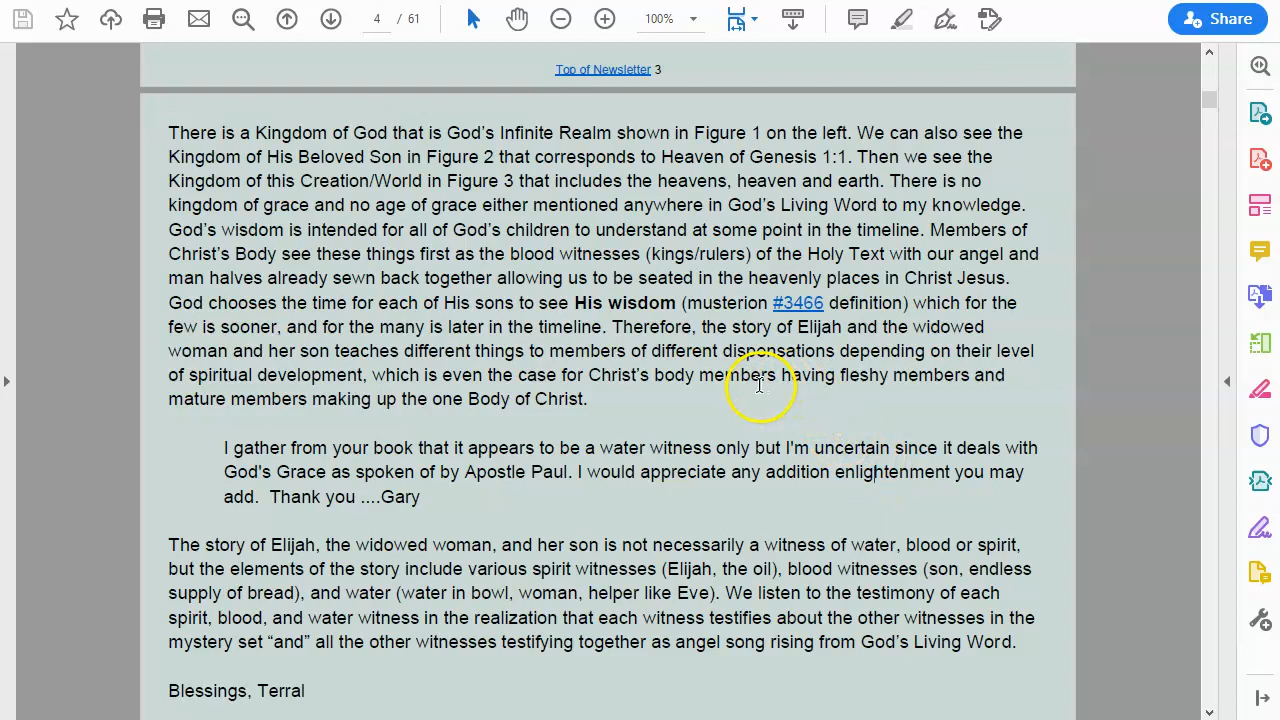 4 / 61
100%
Share
Top of Newsletter 3
There is a Kingdom of God that is God’s Infinite Realm shown in Figure 1 on the left. We can also see the
Kingdom of His Beloved Son in Figure 2 that corresponds to Heaven of Genesis 1:1. Then we see the
Kingdom of this Creation/World in Figure 3 that includes the heavens, heaven and earth. There is no
kingdom of grace and no age of grace either mentioned anywhere in God’s Living Word to my knowledge.
God’s wisdom is intended for all of God’s children to understand at some point in the timeline. Members of
Christ’s Body see these things first as the blood witnesses (kings/rulers) of the Holy Text with our angel and
man halves already sewn back together allowing us to be seated in the heavenly places in Christ Jesus.
God chooses the time for each of His sons to see His wisdom (musterion #3466 definition) which for the
few is sooner, and for the many is later in the timeline. Therefore, the story of Elijah and the widowed
woman and her son teaches different things to members of different dispensations depending on their level
of spiritual development, which is even the case for Christ’s body members having fleshy members and
mature members making up the one Body of Christ.
I gather from your book that it appears to be a water witness only but I'm uncertain since it deals with
God's Grace as spoken of by Apostle Paul. I would appreciate any addition enlightenment you may
add.  Thank you ....Gary
The story of Elijah, the widowed woman, and her son is not necessarily a witness of water, blood or spirit,
but the elements of the story include various spirit witnesses (Elijah, the oil), blood witnesses (son, endless
supply of bread), and water (water in bowl, woman, helper like Eve). We listen to the testimony of each
spirit, blood, and water witness in the realization that each witness testifies about the other witnesses in the
mystery set “and” all the other witnesses testifying together as angel song rising from God’s Living Word.
Blessings, Terral